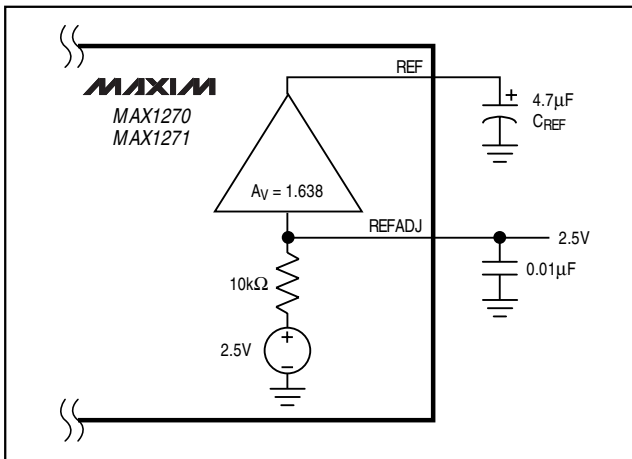 MAXIM
MAX1270
MAX1271
REF
+
4.7µF
CREF
AV = 1.638
REFADJ
2.5V
0.01µF
10kΩ
2.5V
+
−